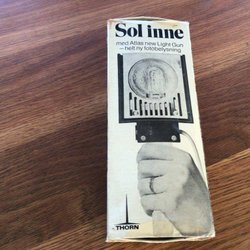 Sol inne
med Atlas new Light Gun
– helt ny fotobelysning
THORN